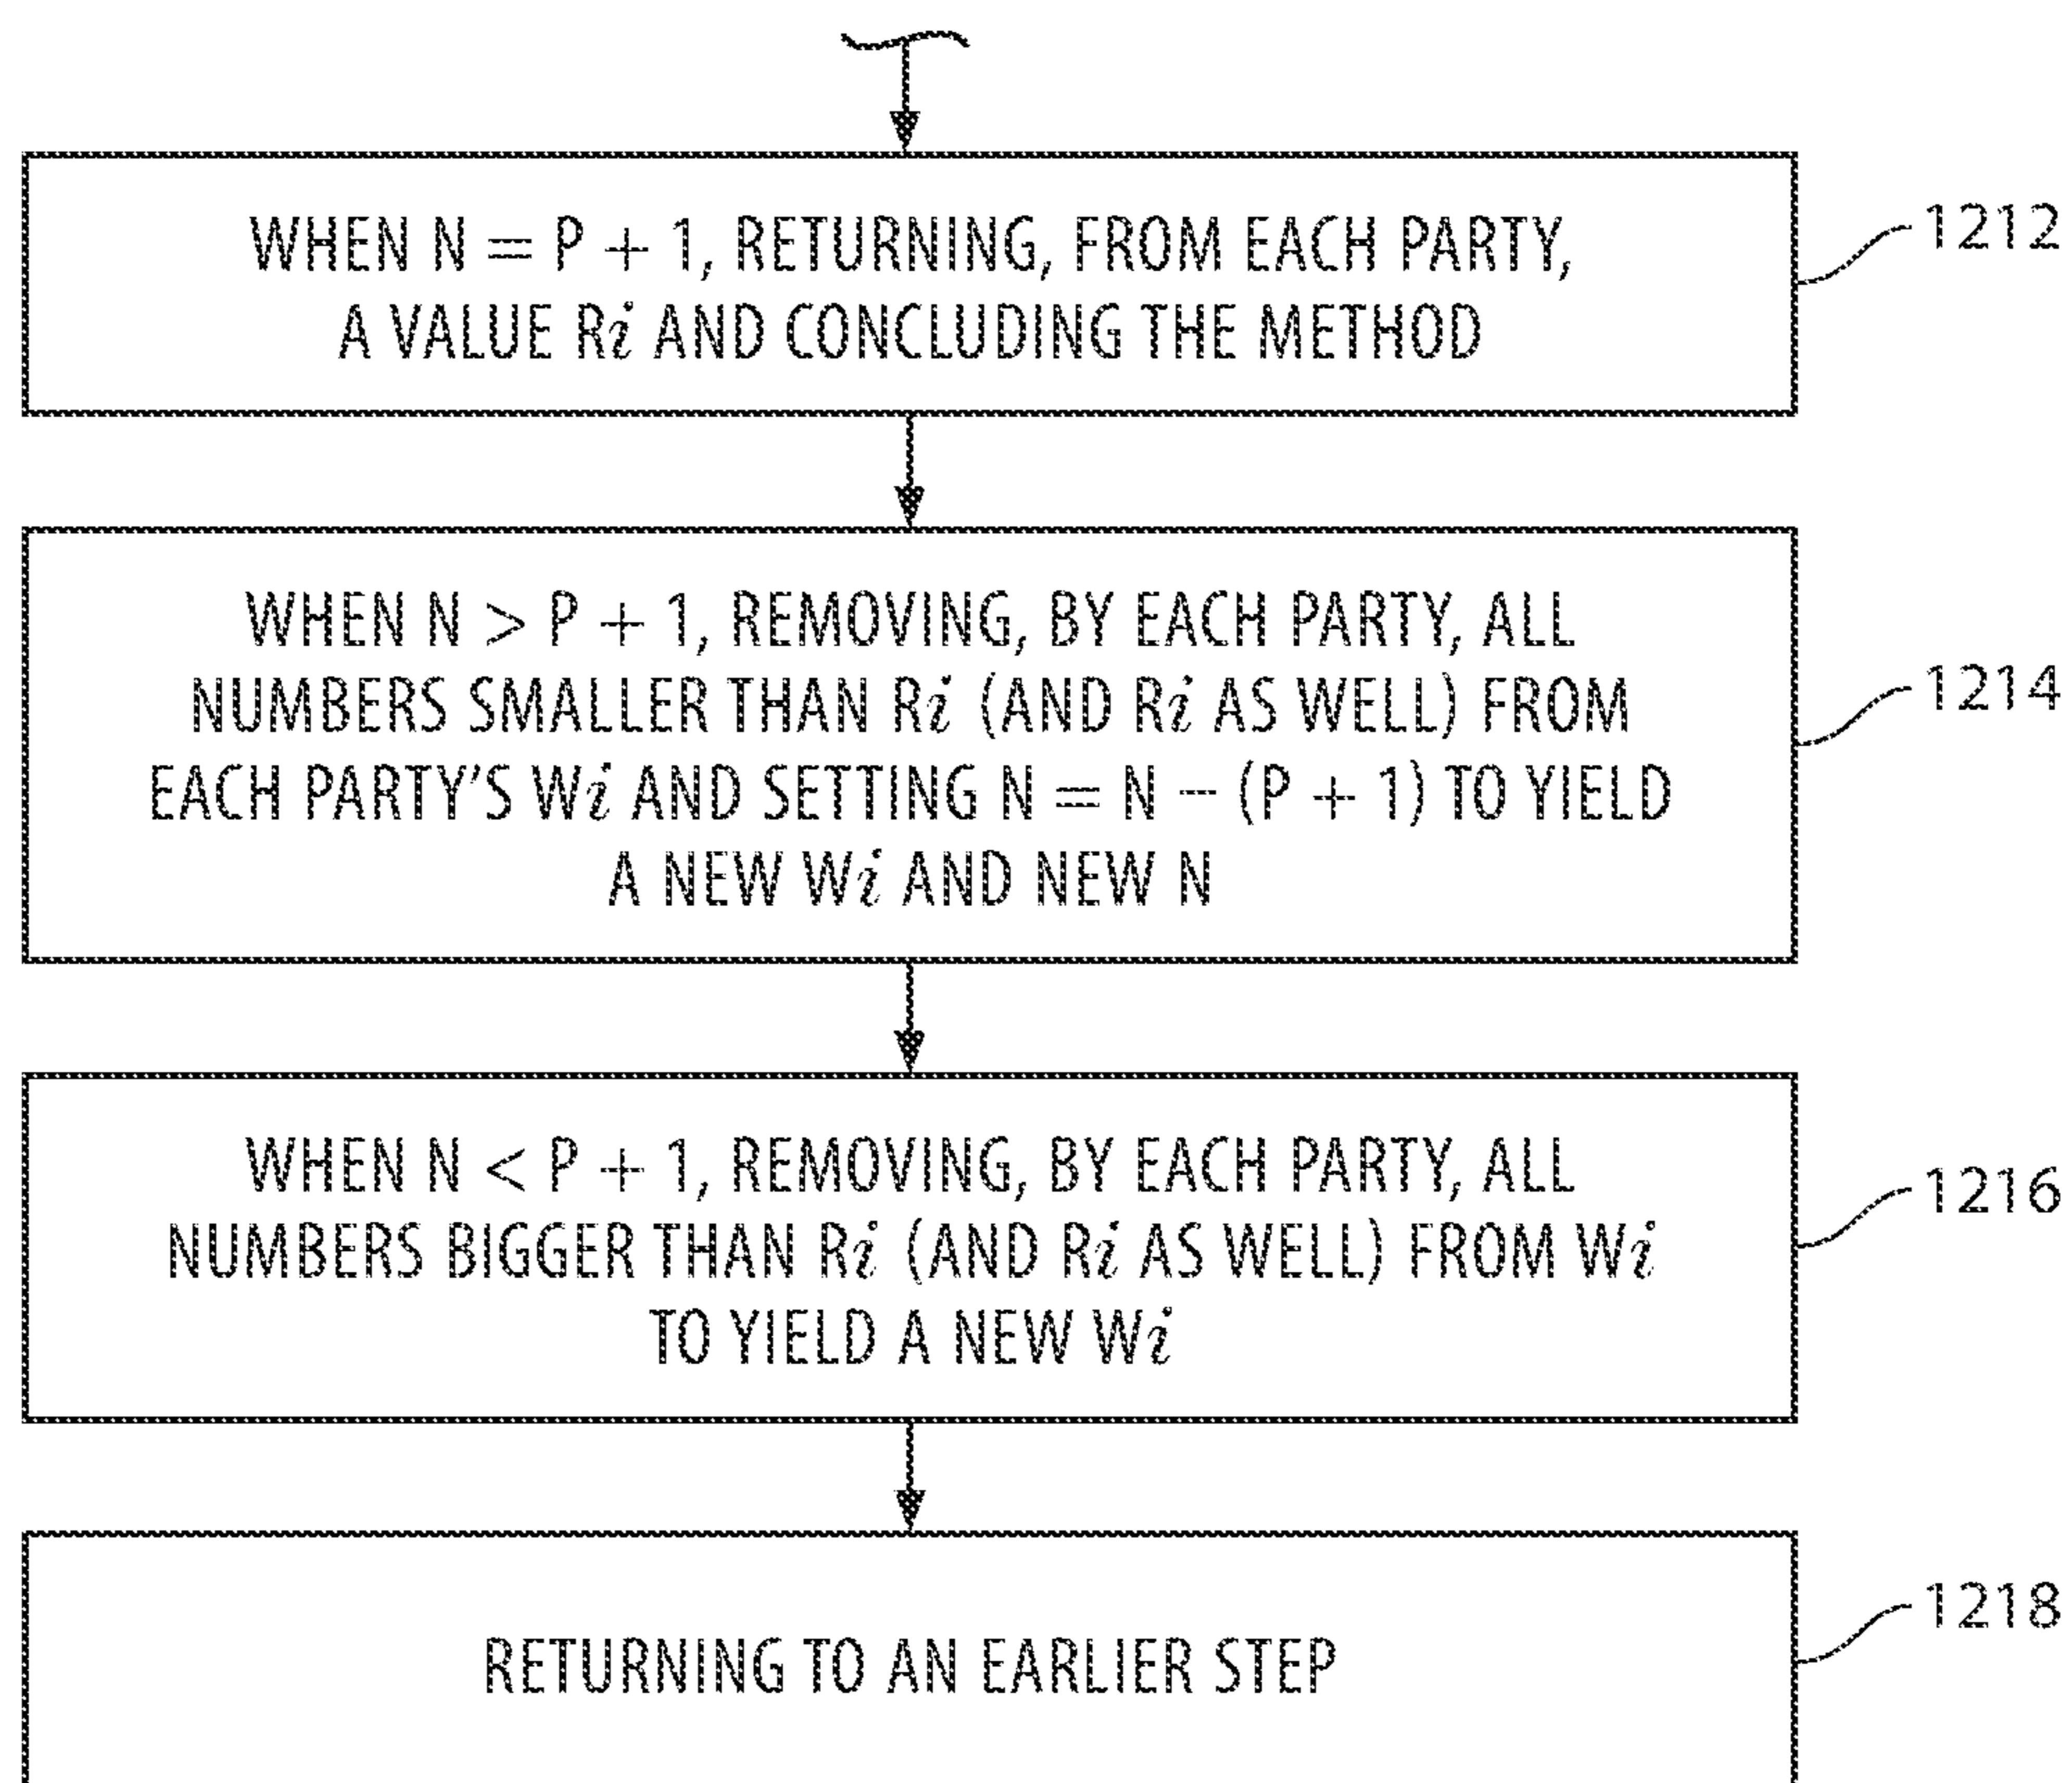 WHEN N = P + 1, RETURNING, FROM EACH PARTY,
A VALUE Ri AND CONCLUDING THE METHOD
1212
WHEN N > P + 1, REMOVING, BY EACH PARTY, ALL
NUMBERS SMALLER THAN Ri (AND Ri AS WELL) FROM
EACH PARTY'S Wi AND SETTING N = N - (P + 1) TO YIELD
A NEW Wi AND NEW N
1214
WHEN N < P + 1, REMOVING, BY EACH PARTY, ALL
NUMBERS BIGGER THAN Ri (AND Ri AS WELL) FROM Wi
TO YIELD A NEW Wi
1216
RETURNING TO AN EARLIER STEP
1218